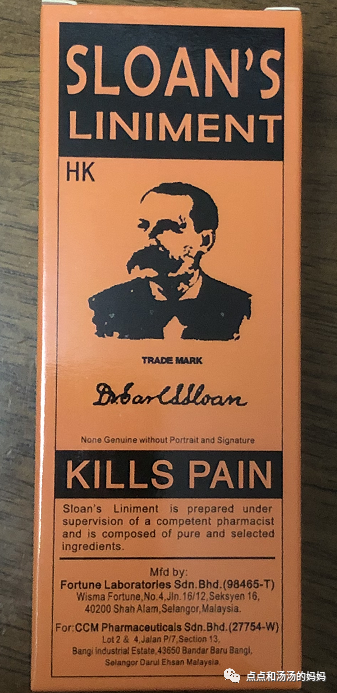 SLOAN'S
LINIMENT
HK
TRADE MARK
Dr. Earl S Sloan
None Genuine without Portrait and Signature
KILLS PAIN
Sloan's Liniment is prepared under
supervision of a competent pharmacist
and is composed of pure and selected
ingredients.
Mfd by:
Fortune Laboratories Sdn.Bhd.(98465-T)
Wisma Fortune,No.4,Jln.16/12,Seksyen 16,
40200 Shah Alam,Selangor,Malaysia.
For:CCM Pharmaceuticals Sdn.Bhd.(27754-W)
Lot 2 & 4,Jalan P/7,Section 13,
Bangi industrial Estate,43650 Bandar Baru Bangi,
Selangor Darul Ehsan Malaysia.
点点和汤汤的妈妈